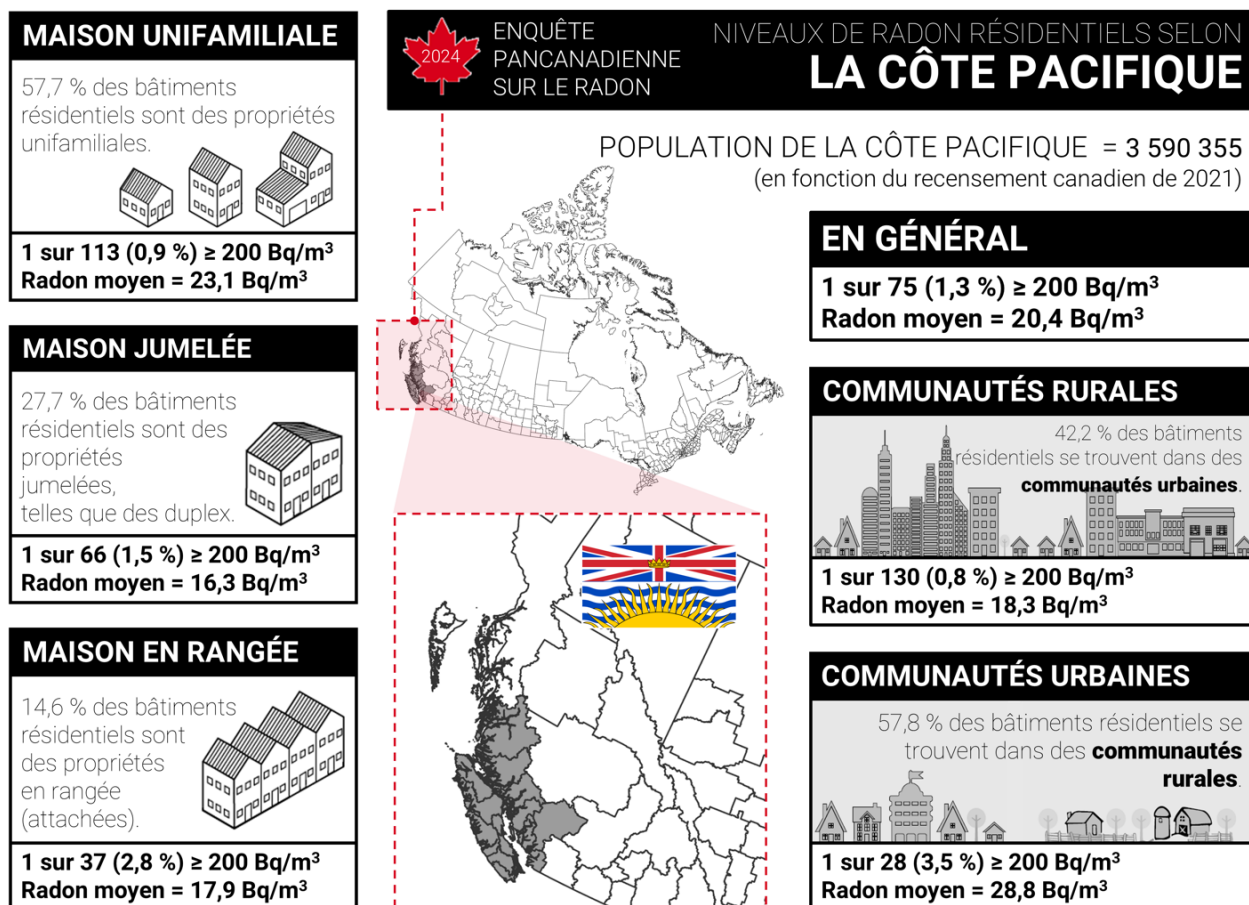 MAISON UNIFAMILIALE
57,7 % des bâtiments
résidentiels sont des propriétés
unifamiliales.
1 sur 113 (0,9 %) ≥ 200 Bq/m³
Radon moyen = 23,1 Bq/m³
MAISON JUMELÉE
27,7 % des bâtiments
résidentiels sont des
propriétés
jumelées,
telles que des duplex.
1 sur 66 (1,5 %) ≥ 200 Bq/m³
Radon moyen = 16,3 Bq/m³
MAISON EN RANGÉE
14,6 % des bâtiments
résidentiels sont
des propriétés
en rangée
(attachées).
1 sur 37 (2,8 %) ≥ 200 Bq/m³
Radon moyen = 17,9 Bq/m³
2024
ENQUÊTE
PANCANADIENNE
SUR LE RADON
NIVEAUX DE RADON RÉSIDENTIELS SELON
LA CÔTE PACIFIQUE
POPULATION DE LA CÔTE PACIFIQUE = 3 590 355
(en fonction du recensement canadien de 2021)
EN GÉNÉRAL
1 sur 75 (1,3 %) ≥ 200 Bq/m³
Radon moyen = 20,4 Bq/m³
COMMUNAUTÉS RURALES
42,2 % des bâtiments
résidentiels se trouvent dans des
communautés urbaines.
1 sur 130 (0,8 %) ≥ 200 Bq/m³
Radon moyen = 18,3 Bq/m³
COMMUNAUTÉS URBAINES
57,8 % des bâtiments résidentiels se
trouvent dans des communautés
rurales.
1 sur 28 (3,5 %) ≥ 200 Bq/m³
Radon moyen = 28,8 Bq/m³